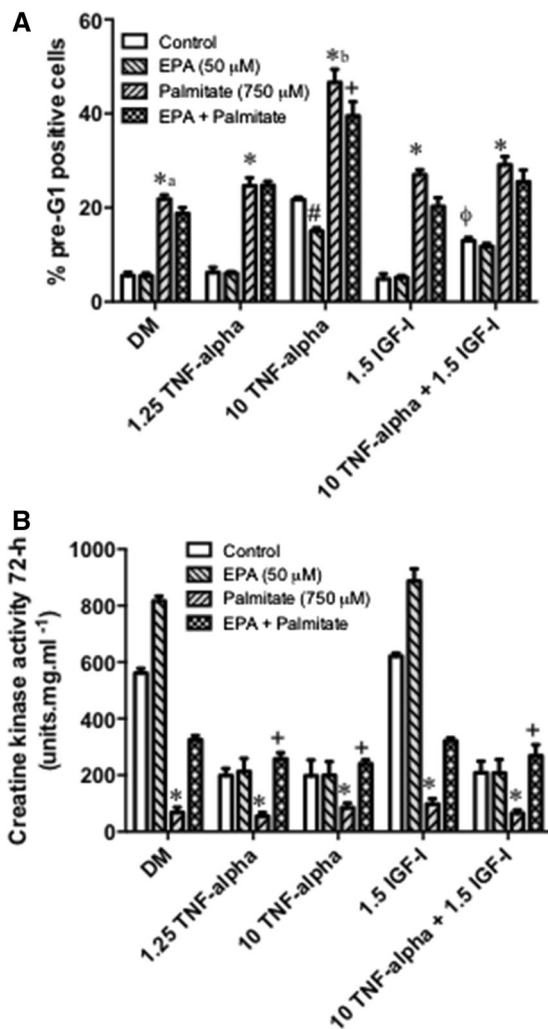 A
60
40
20
0
% pre-G1 positive cells
Control
EPA (50 μM)
Palmitate (750 μM)
EPA + Palmitate
*a
*
#
*b
+
*
ϕ
*
DM
1.25 TNF-alpha
10 TNF-alpha
1.5 IGF-I
10 TNF-alpha + 1.5 IGF-I
B
1000
800
600
400
200
0
Creatine kinase activity 72-h
(units.mg.ml -1)
Control
EPA (50 μM)
Palmitate (750 μM)
EPA + Palmitate
*
*
+
*
+
*
*
+
DM
1.25 TNF-alpha
10 TNF-alpha
1.5 IGF-I
10 TNF-alpha + 1.5 IGF-I